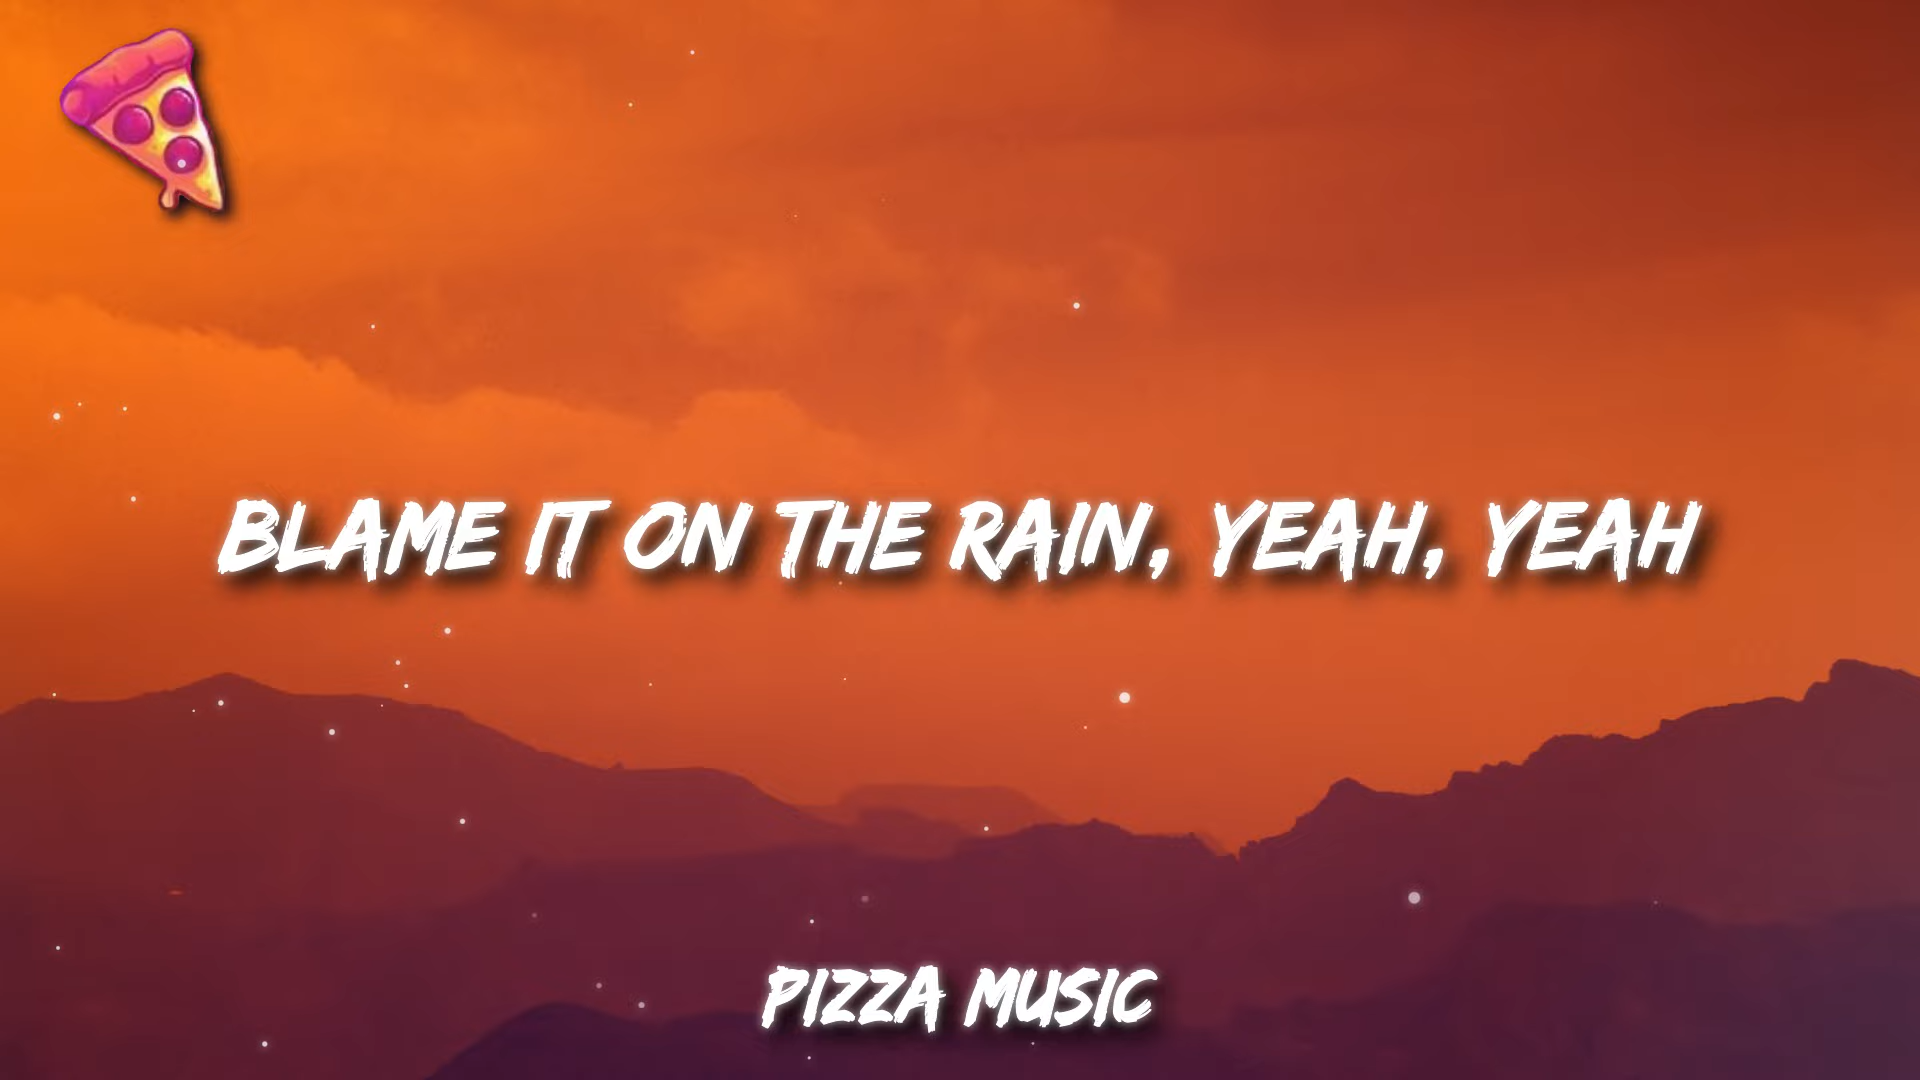 BLAME IT ON THE RAIN, YEAH, YEAH
PIZZA MUSIC